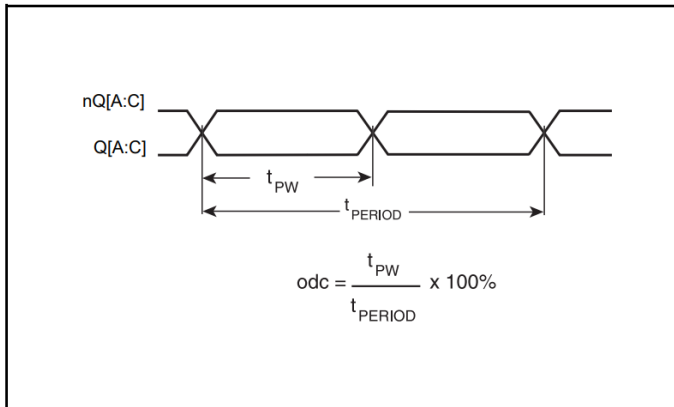 nQ[A:C]
Q[A:C]
tPW
tPERIOD
odc = tPW / tPERIOD x 100%